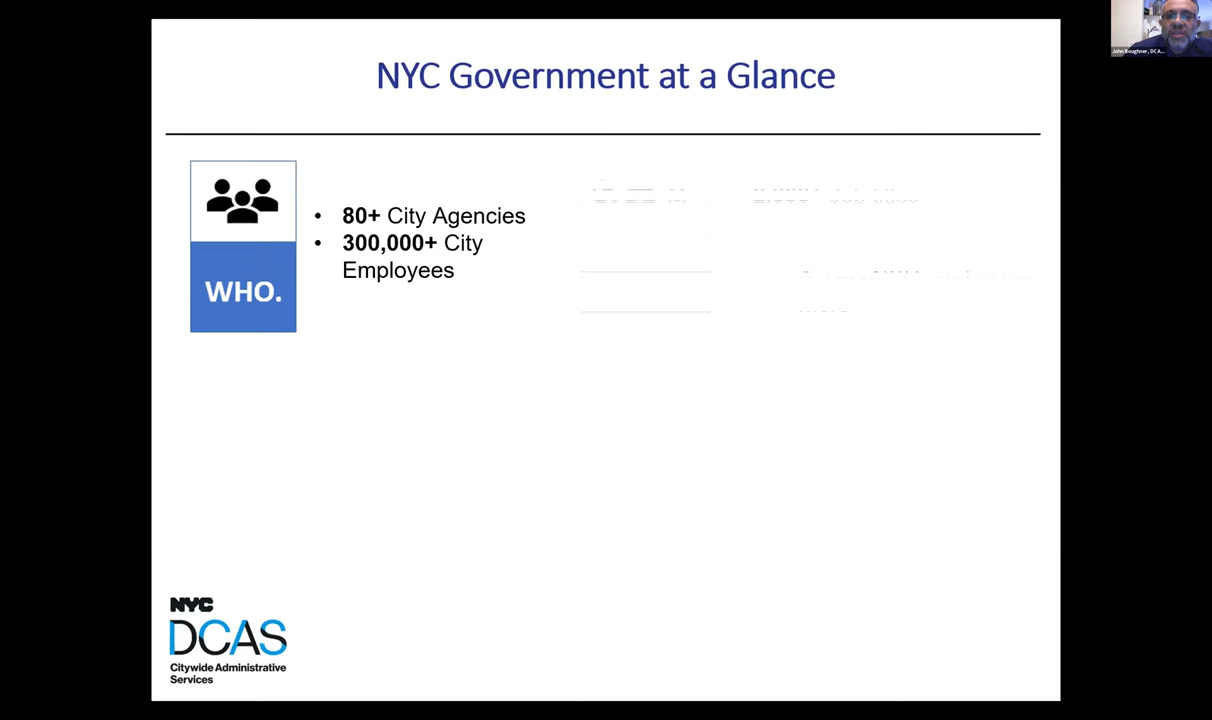 NYC Government at a Glance
WHO.
• 80+ City Agencies
• 300,000+ City
Employees
NYC
DCAS
Citywide Administrative
Services
John Boughner, DCA...